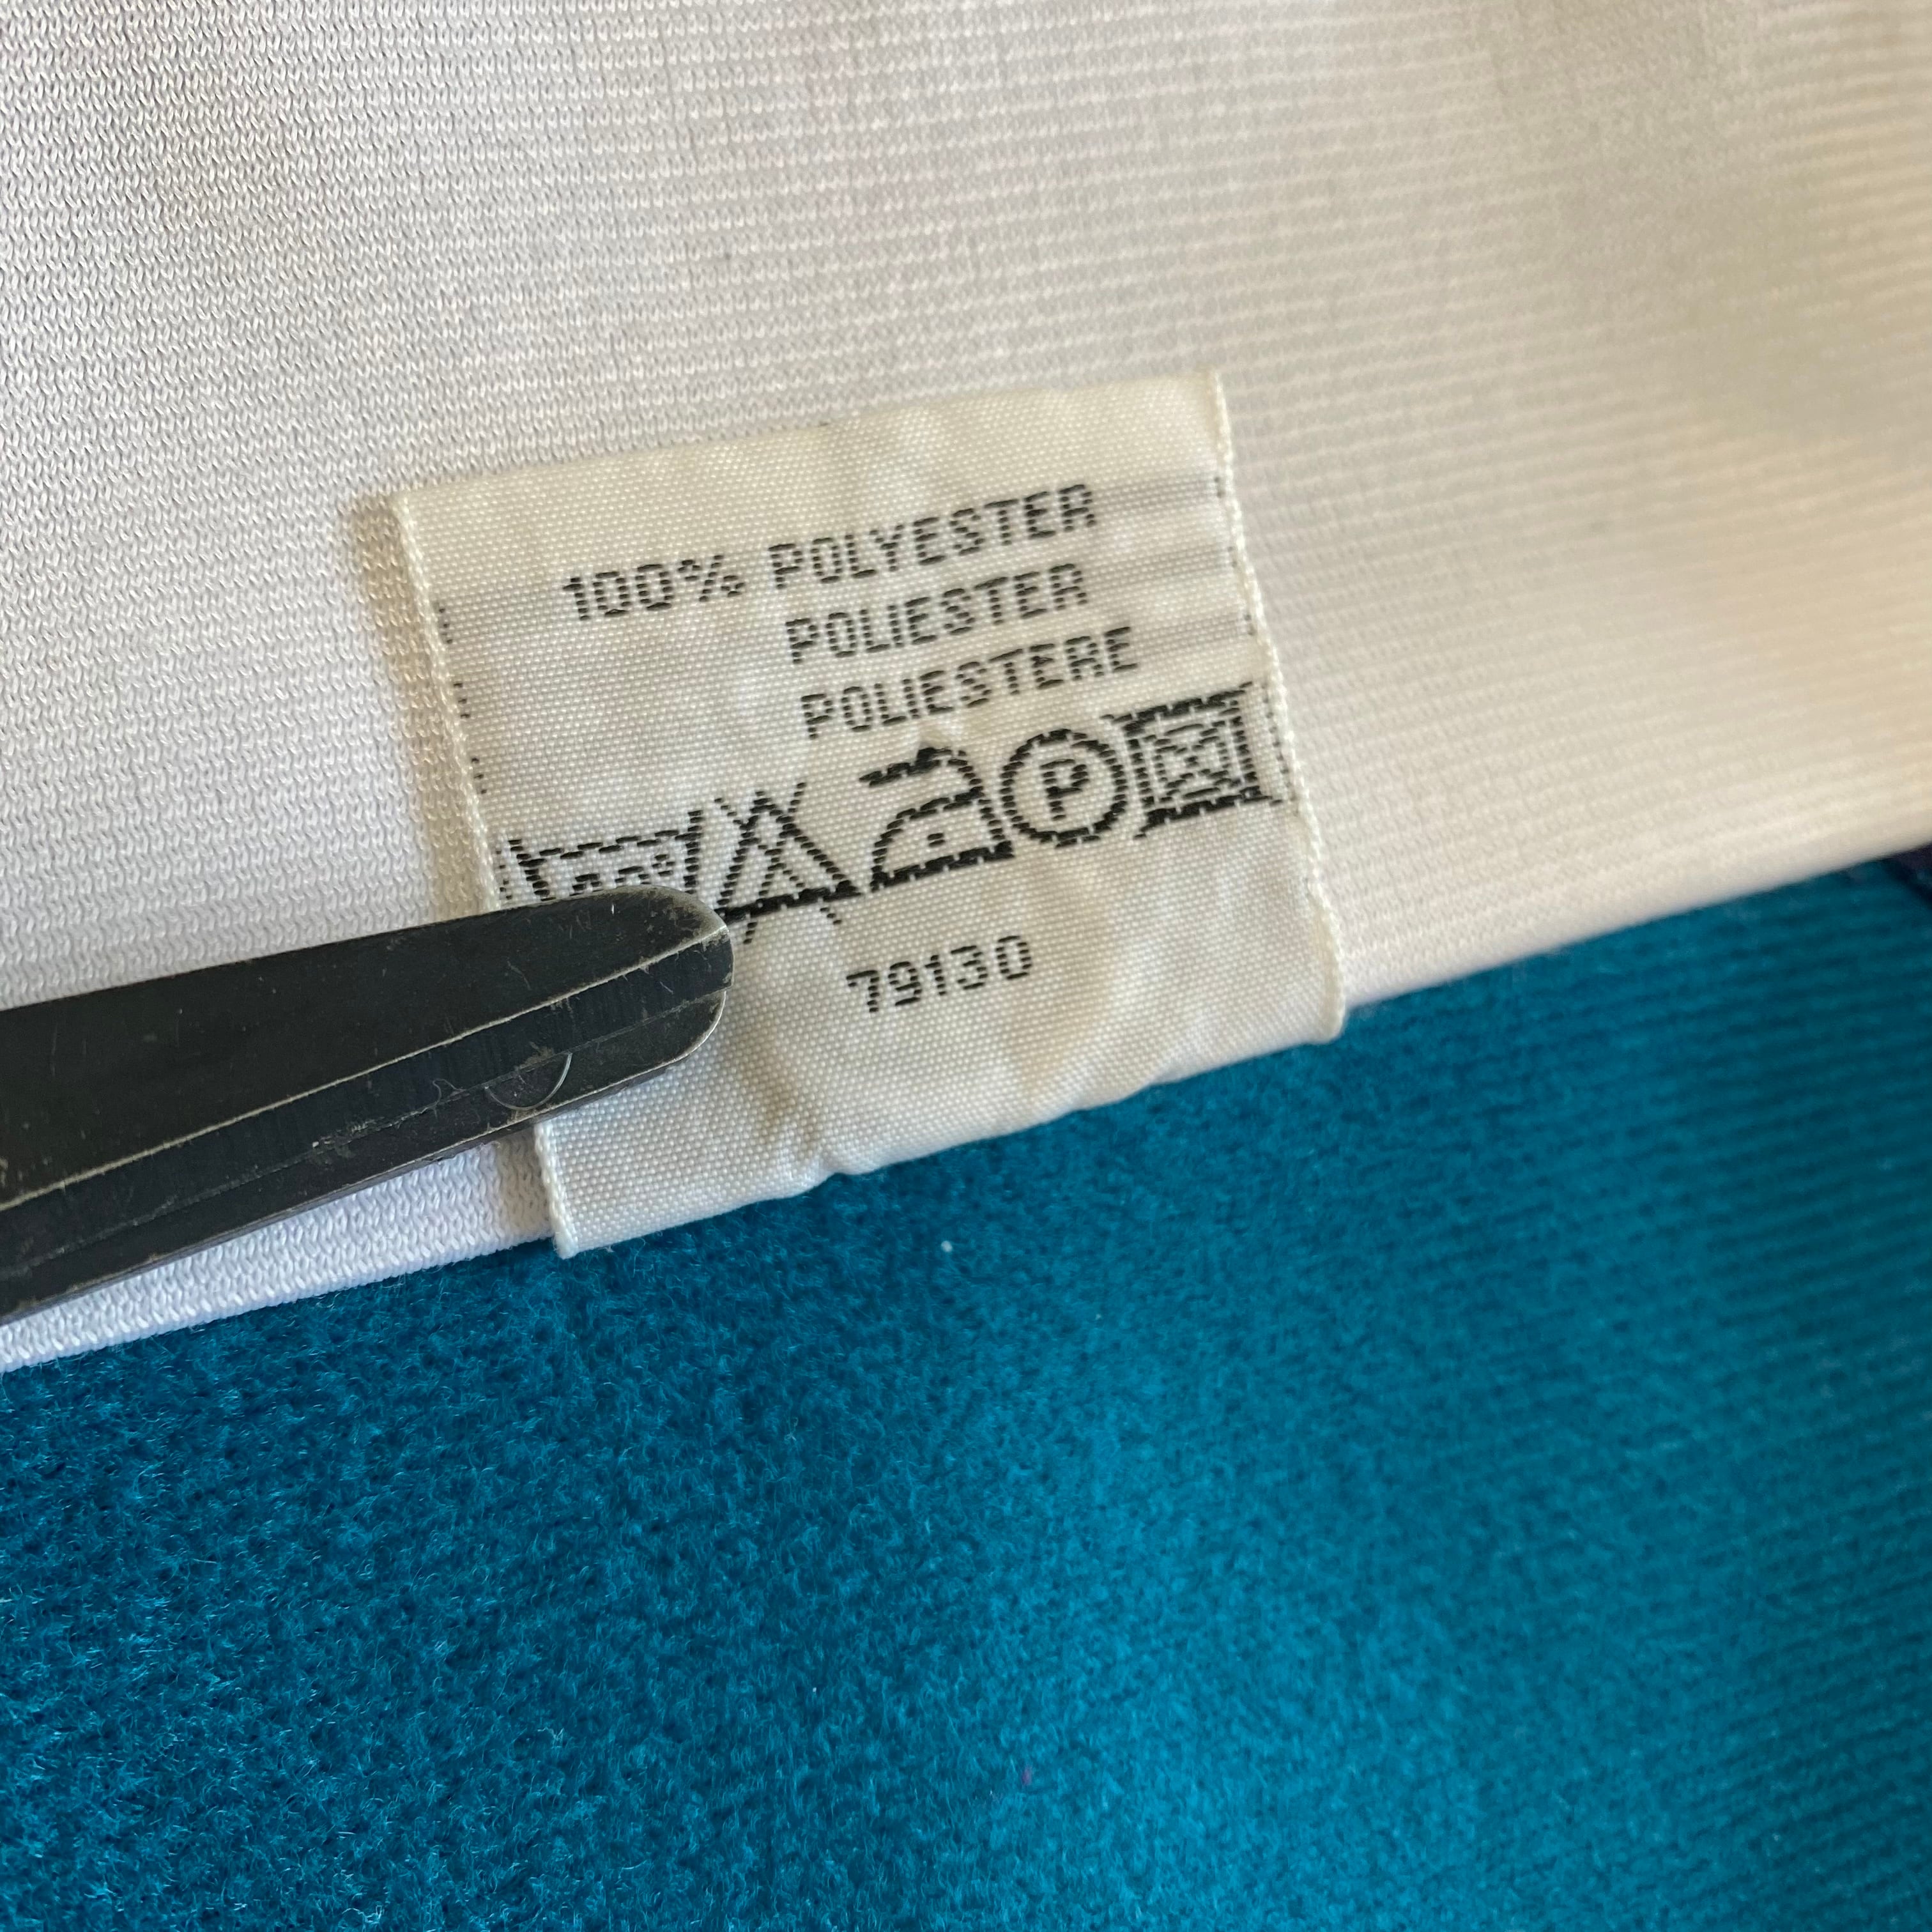 100% POLYESTER
POLIESTER
POLIESTERE
P
79130